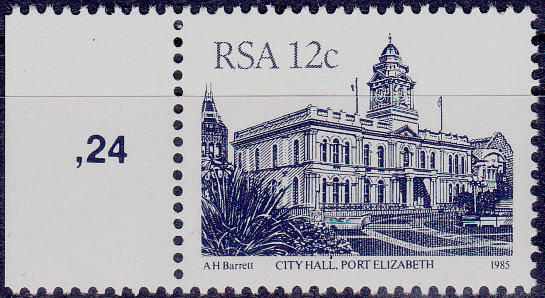 RSA 12c
,24
A H Barrett CITY HALL, PORT ELIZABETH 1985